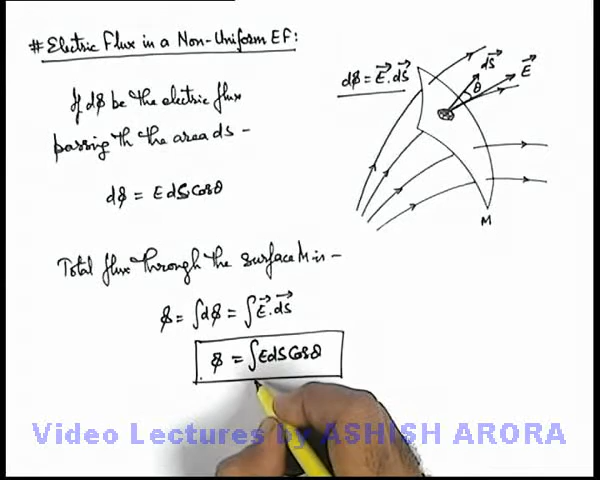 # Electric Flux in a Non-Uniform EF:
If dφ be the electric flux
passing th the area ds -
dφ = E ds cosθ
Total flux through the surface M is -
φ = ∫dφ = ∫E⃗.ds⃗
φ = ∫EdS cosθ
dφ = E⃗.ds⃗
ds⃗
E⃗
θ
M
Video Lectures by ASHISH ARORA